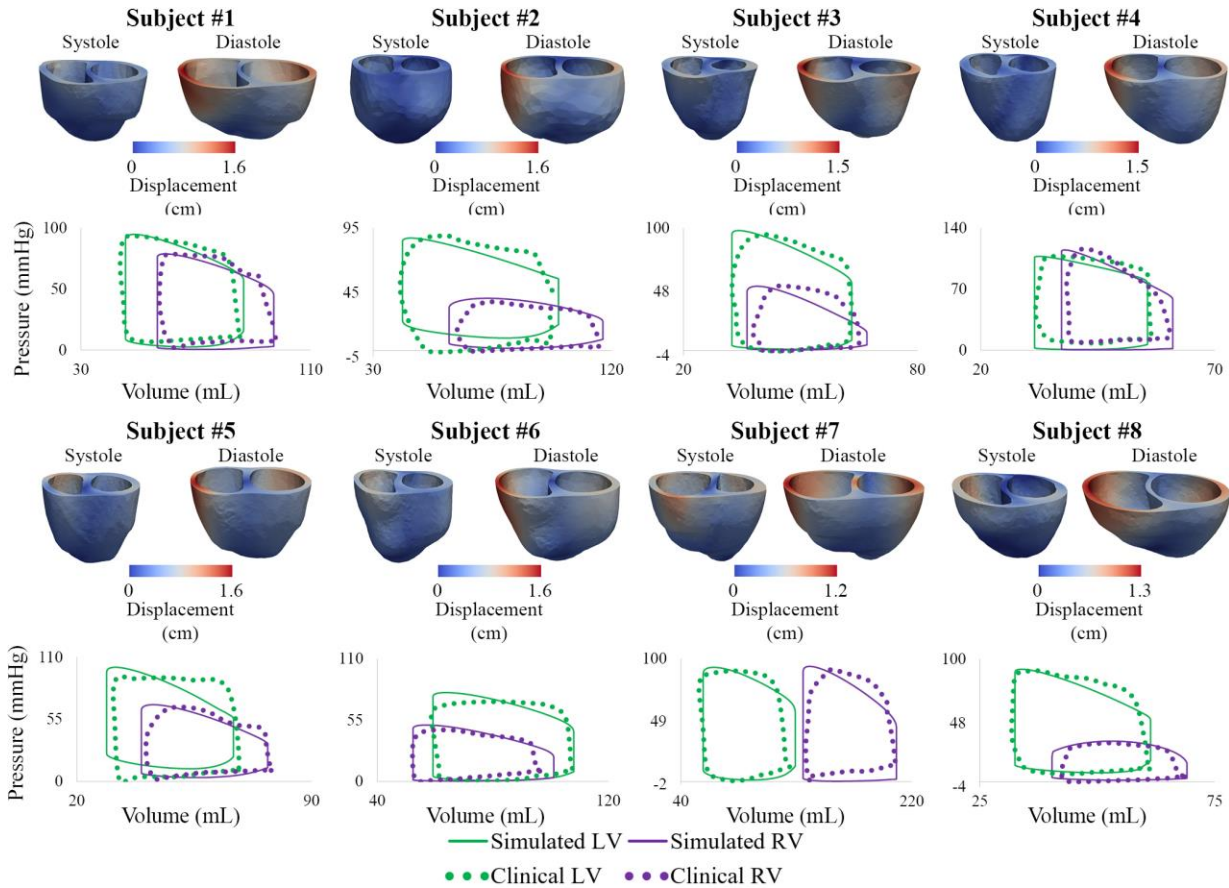 Subject #1 Subject #2 Subject #3 Subject #4
Systole Diastole Systole Diastole Systole Diastole Systole Diastole
0 1.6 0 1.6 0 1.5 0 1.5
Displacement Displacement Displacement Displacement
(cm) (cm) (cm) (cm)
Pressure (mmHg)
100 95 100 140
50 45 48 70
0 -5 -4 0
30 110 30 120 20 80 20 70
Volume (mL) Volume (mL) Volume (mL) Volume (mL)
Subject #5 Subject #6 Subject #7 Subject #8
Systole Diastole Systole Diastole Systole Diastole Systole Diastole
0 1.6 0 1.6 0 1.2 0 1.3
Displacement Displacement Displacement Displacement
(cm) (cm) (cm) (cm)
Pressure (mmHg)
110 110 100 100
55 55 49 48
0 0 -2 -4
20 90 40 120 40 220 25 75
Volume (mL) Volume (mL) Volume (mL) Volume (mL)
Simulated LV Simulated RV
Clinical LV Clinical RV